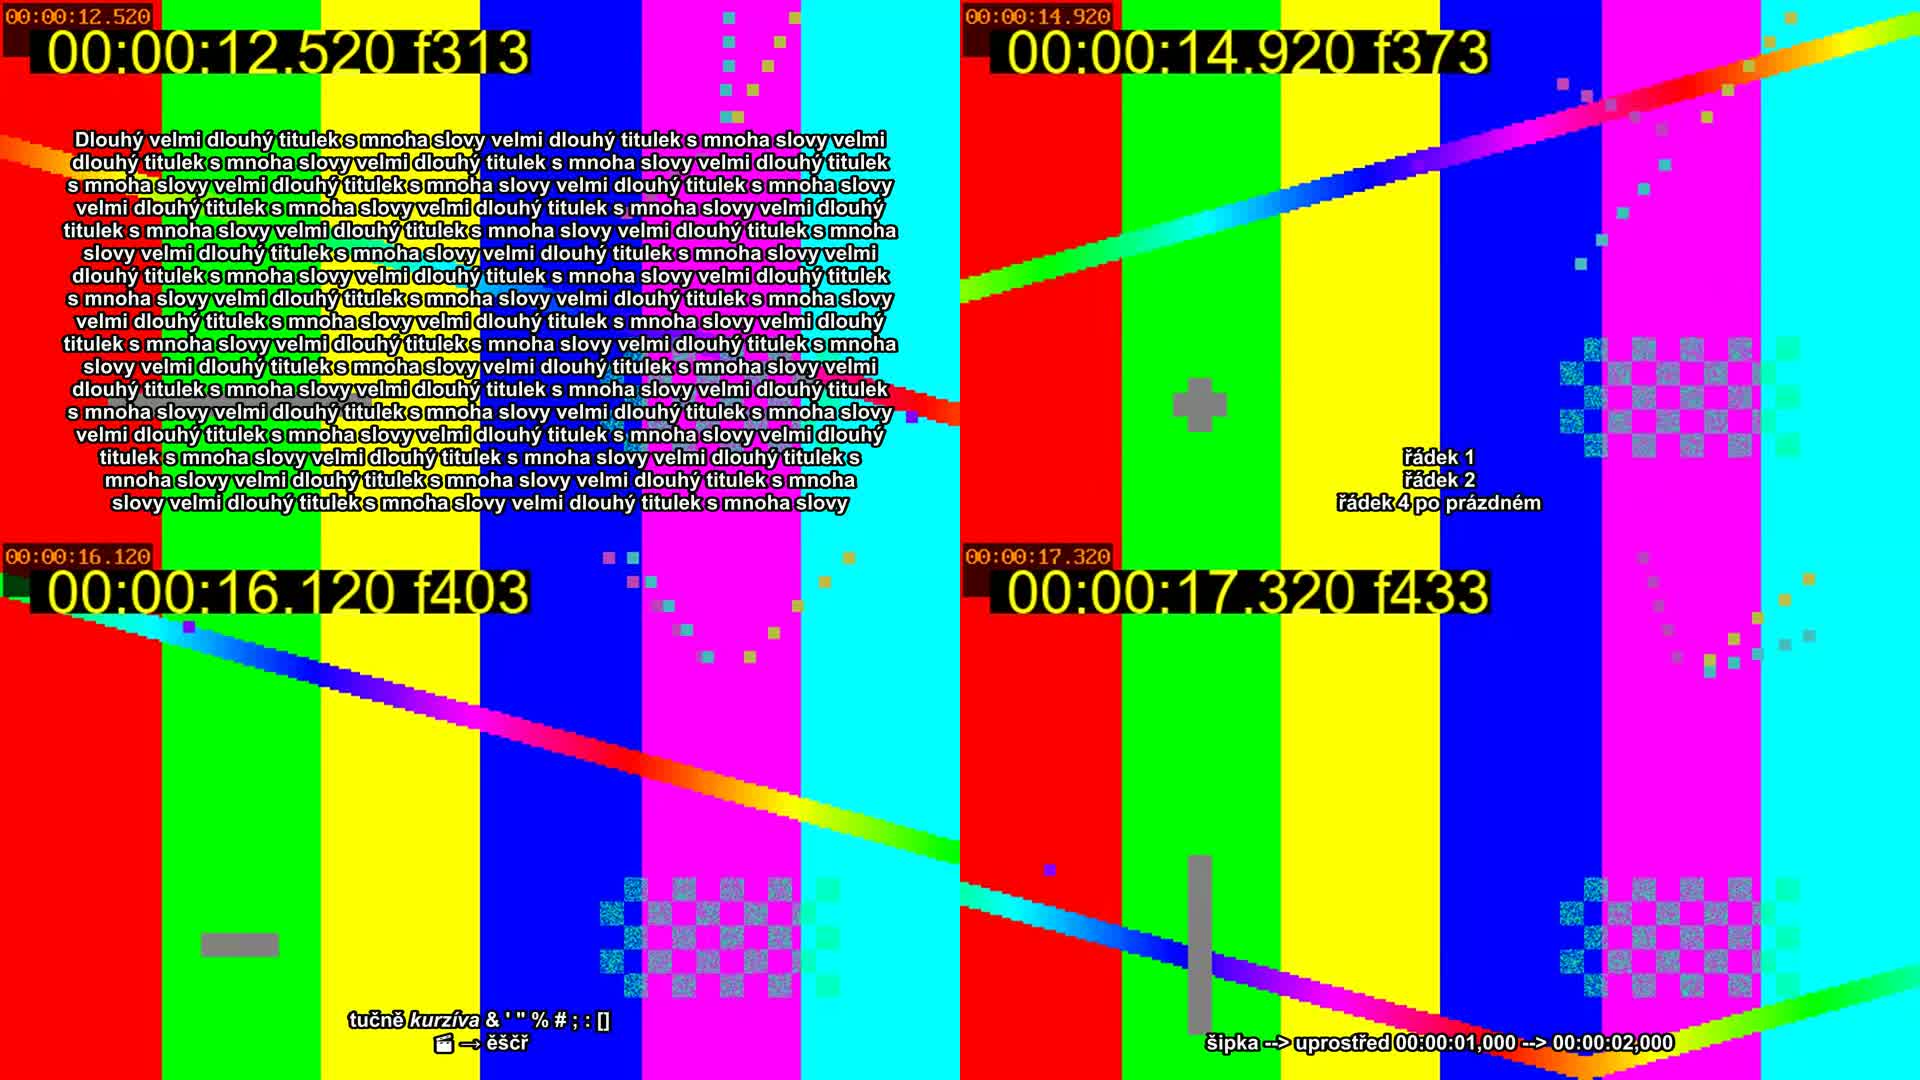 00:00:12.520
00:00:12.520 f313
Dlouhý velmi dlouhý titulek s mnoha slovy velmi dlouhý titulek s mnoha slovy velmi
dlouhý titulek s mnoha slovy velmi dlouhý titulek s mnoha slovy velmi dlouhý titulek
s mnoha slovy velmi dlouhý titulek s mnoha slovy velmi dlouhý titulek s mnoha slovy
velmi dlouhý titulek s mnoha slovy velmi dlouhý titulek s mnoha slovy velmi dlouhý
titulek s mnoha slovy velmi dlouhý titulek s mnoha slovy velmi dlouhý titulek s mnoha
slovy velmi dlouhý titulek s mnoha slovy velmi dlouhý titulek s mnoha slovy velmi
dlouhý titulek s mnoha slovy velmi dlouhý titulek s mnoha slovy velmi dlouhý titulek
s mnoha slovy velmi dlouhý titulek s mnoha slovy velmi dlouhý titulek s mnoha slovy
velmi dlouhý titulek s mnoha slovy velmi dlouhý titulek s mnoha slovy velmi dlouhý
titulek s mnoha slovy velmi dlouhý titulek s mnoha slovy velmi dlouhý titulek s mnoha
slovy velmi dlouhý titulek s mnoha slovy velmi dlouhý titulek s mnoha slovy velmi
dlouhý titulek s mnoha slovy velmi dlouhý titulek s mnoha slovy velmi dlouhý titulek
s mnoha slovy velmi dlouhý titulek s mnoha slovy velmi dlouhý titulek s mnoha slovy
velmi dlouhý titulek s mnoha slovy velmi dlouhý titulek s mnoha slovy velmi dlouhý
titulek s mnoha slovy velmi dlouhý titulek s mnoha slovy velmi dlouhý titulek s
mnoha slovy velmi dlouhý titulek s mnoha slovy velmi dlouhý titulek s mnoha
slovy velmi dlouhý titulek s mnoha slovy velmi dlouhý titulek s mnoha slovy
00:00:14.920
00:00:14.920 f373
řádek 1
řádek 2
řádek 4 po prázdném
00:00:16.120
00:00:16.120 f403
tučně kurzíva & ' " % # ; : []
🎬 → ěščř
00:00:17.320
00:00:17.320 f433
šipka --> uprostřed 00:00:01,000 --> 00:00:02,000